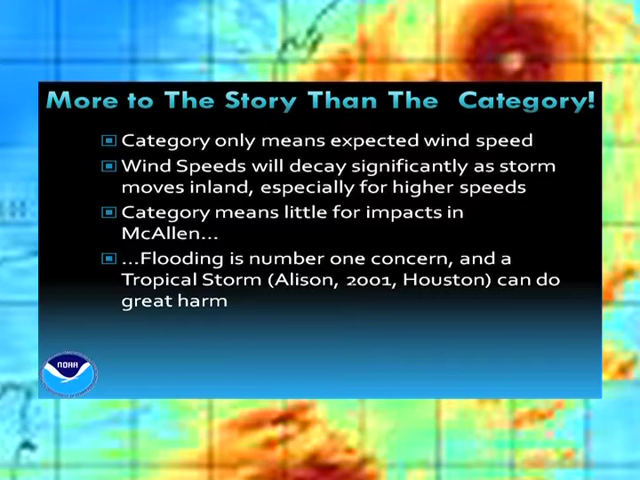 More to The Story Than The Category!
Category only means expected wind speed
Wind Speeds will decay significantly as storm
moves inland, especially for higher speeds
Category means little for impacts in
McAllen...
...Flooding is number one concern, and a
Tropical Storm (Alison, 2001, Houston) can do
great harm
NOAA